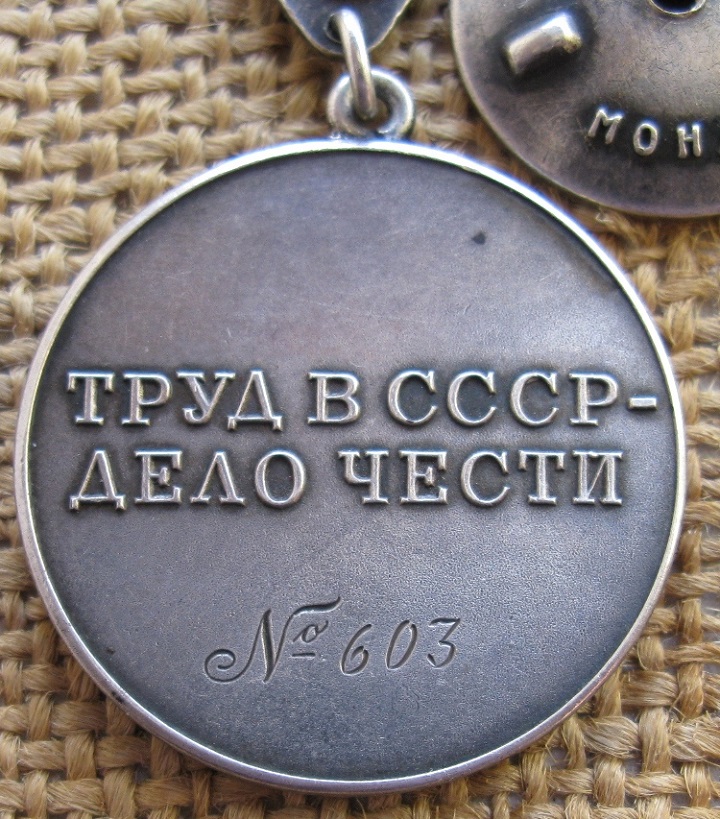 МОН
ТРУД В СССР-
ДЕЛО ЧЕСТИ
№ 603